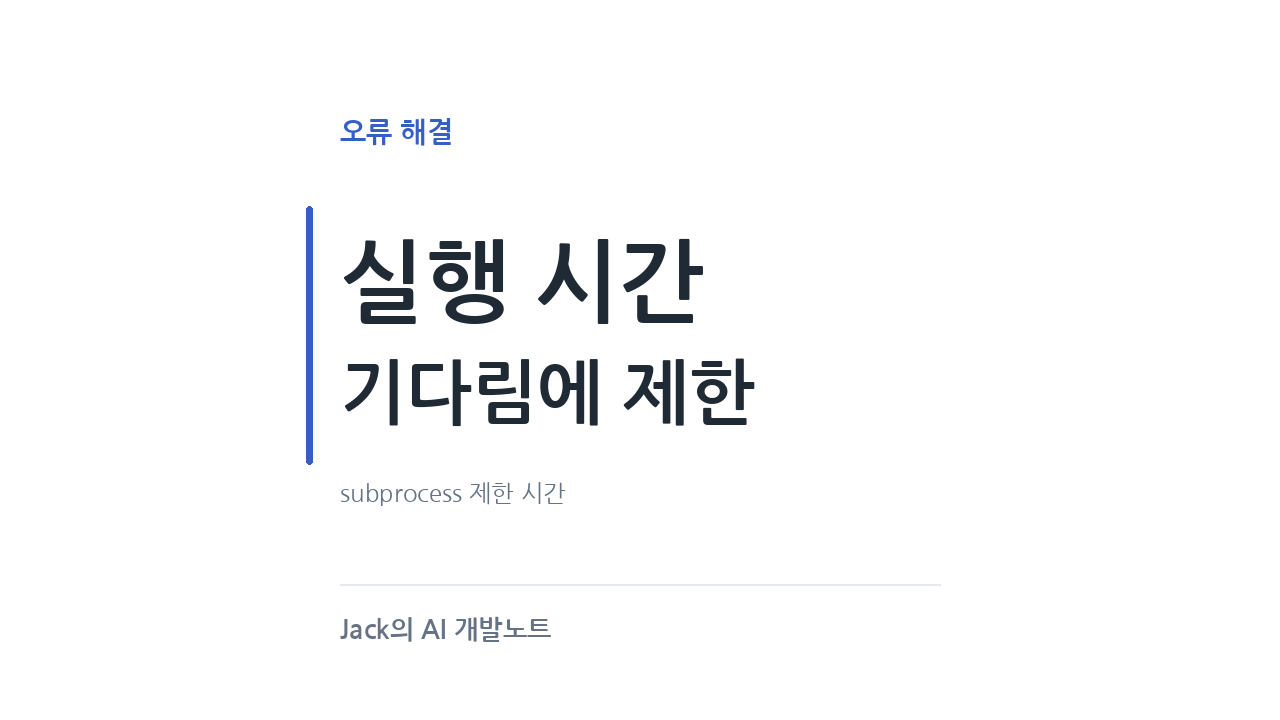 오류 해결
실행 시간
기다림에 제한
subprocess 제한 시간
Jack의 AI 개발노트